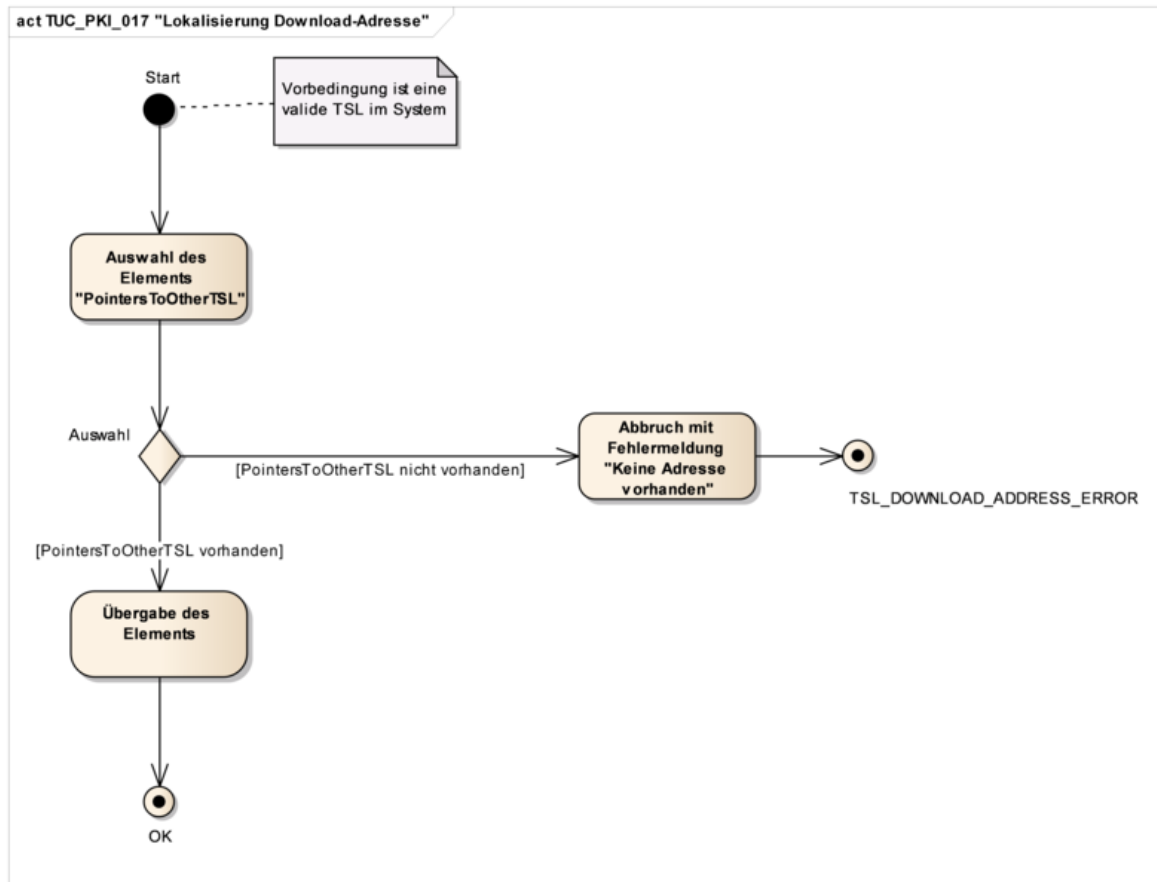 act TUC_PKI_017 "Lokalisierung Download-Adresse"
Start
Vorbedingung ist eine
valide TSL im System
Auswahl des
Elements
"PointersToOtherTSL"
Auswahl
[PointersToOtherTSL nicht vorhanden]
Abbruch mit
Fehlermeldung
"Keine Adresse
vorhanden"
TSL_DOWNLOAD_ADDRESS_ERROR
[PointersToOtherTSL vorhanden]
Übergabe des
Elements
OK